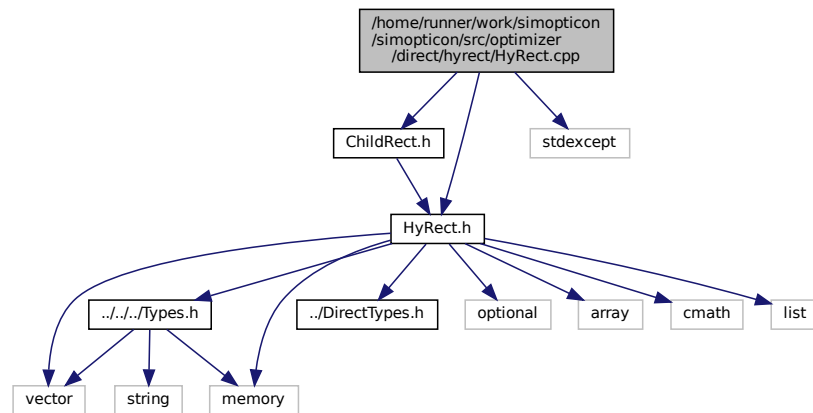 /home/runner/work/simopticon
/simopticon/src/optimizer
/direct/hyrect/HyRect.cpp
ChildRect.h
stdexcept
HyRect.h
../../../Types.h
../DirectTypes.h
optional
array
cmath
list
vector
string
memory